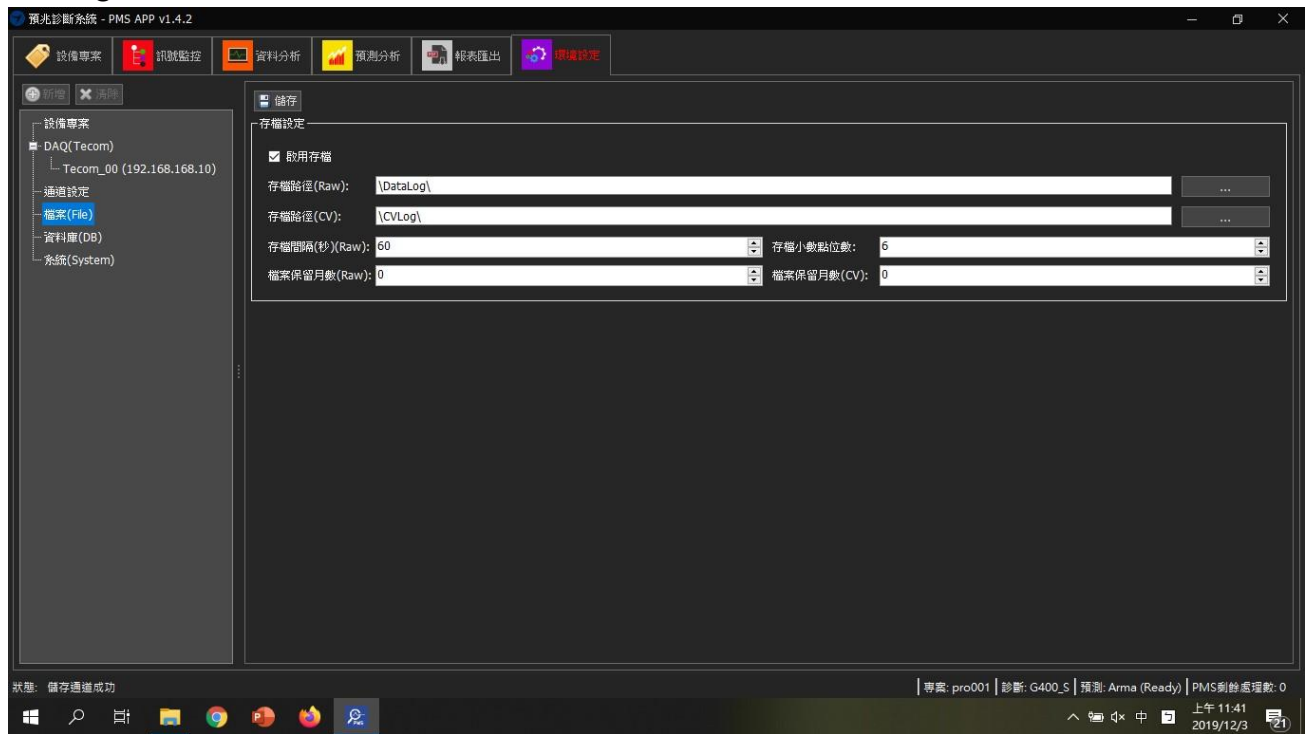 預兆診斷系統 - PMS APP v1.4.2
設備專案 訊號監控 資料分析 預測分析 報表匯出 環境設定
新增 清除
儲存
設備專案
DAQ(Tecom)
Tecom_00 (192.168.168.10)
通道設定
檔案(File)
資料庫(DB)
系統(System)
存檔設定
啟用存檔
存檔路徑(Raw): \DataLog\ ...
存檔路徑(CV): \CVLog\ ...
存檔間隔(秒)(Raw): 60 存檔小數點位數: 6
檔案保留月數(Raw): 0 檔案保留月數(CV): 0
狀態: 儲存通道成功
專案: pro001 診斷: G400_S 預測: Arma (Ready) PMS剩餘處理數: 0
中 上午 11:41
2019/12/3
21